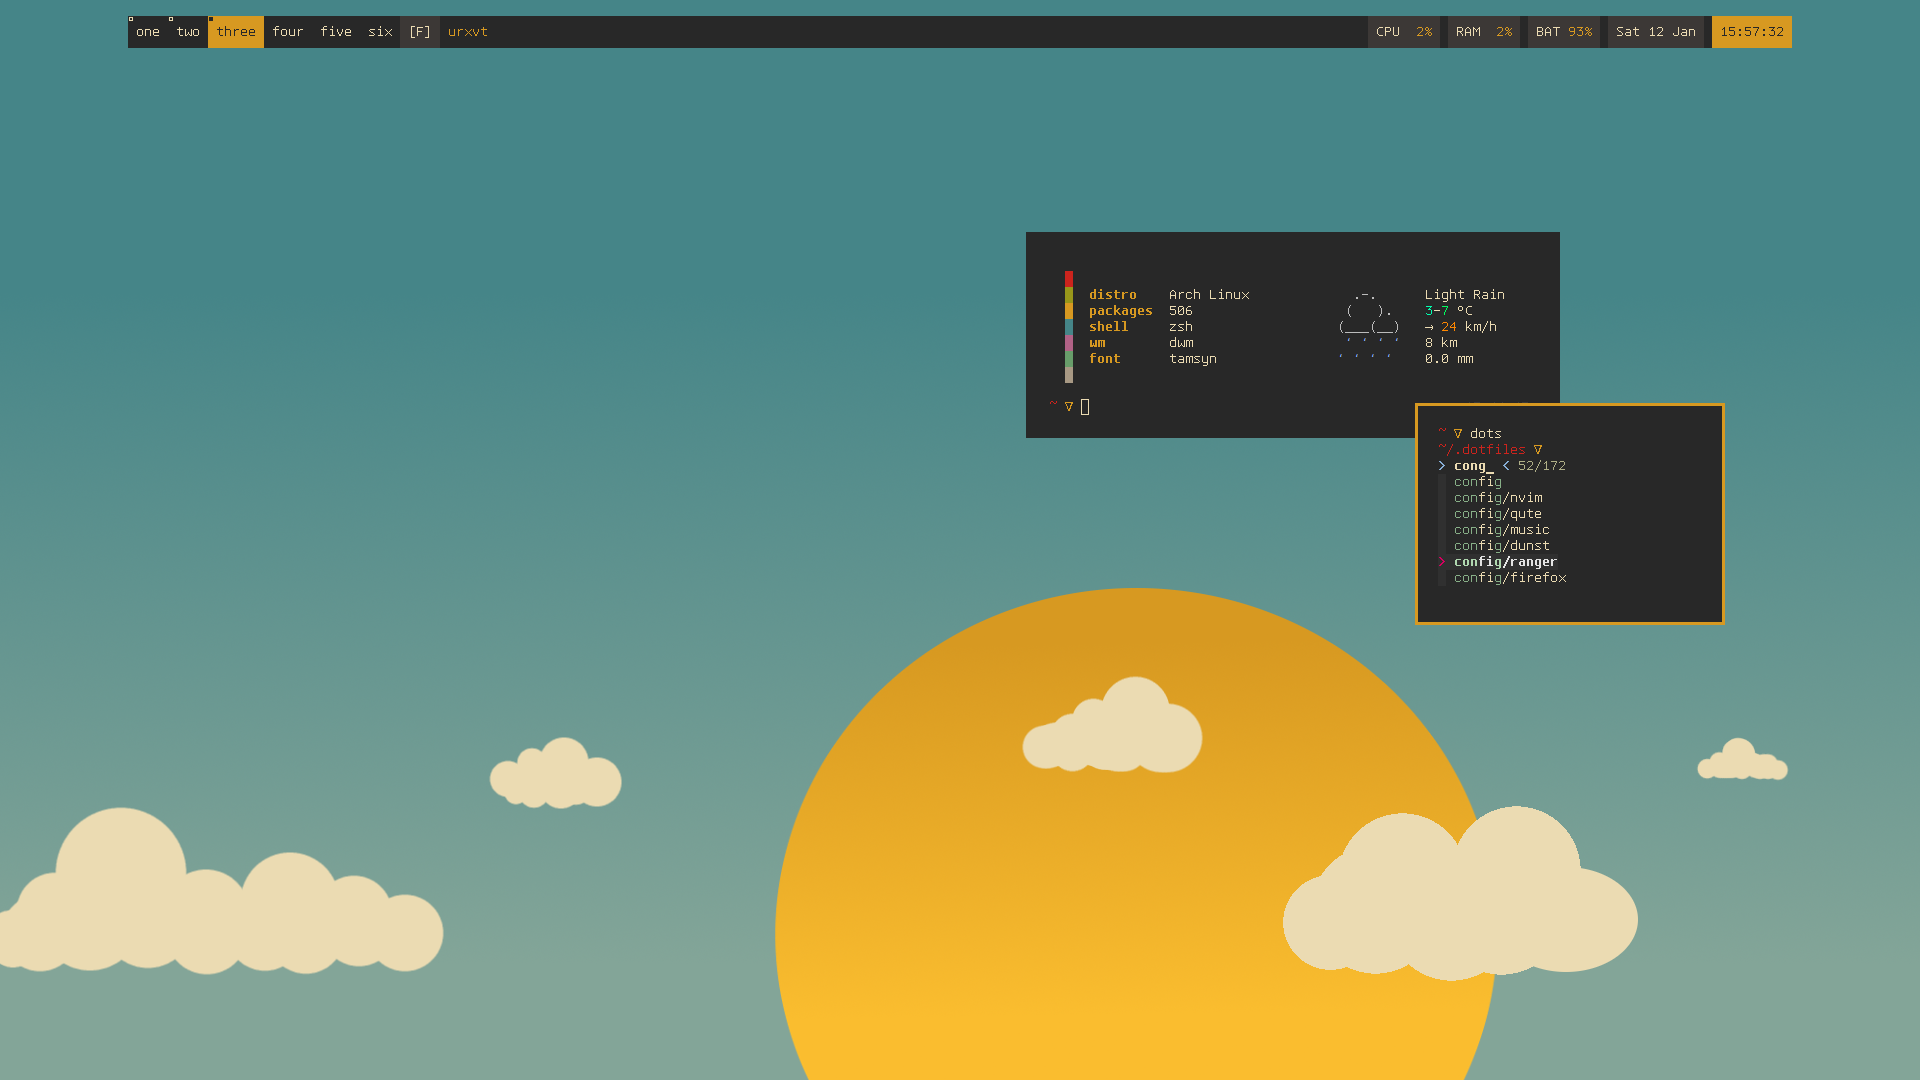 one two three four five six [F] urxvt CPU 2% RAM 2% BAT 93% Sat 12 Jan 15:57:32
distro Arch Linux .-. Light Rain
packages 506 ( ). 3-7 °C
shell zsh (___(__) → 24 km/h
wm dwm ‘ ‘ ‘ ‘ 8 km
font tamsyn ‘ ‘ ‘ ‘ 0.0 mm
~ ∇
~ ∇ dots
~/.dotfiles ∇
> cong_ < 52/172
config
config/nvim
config/qute
config/music
config/dunst
> config/ranger
config/firefox